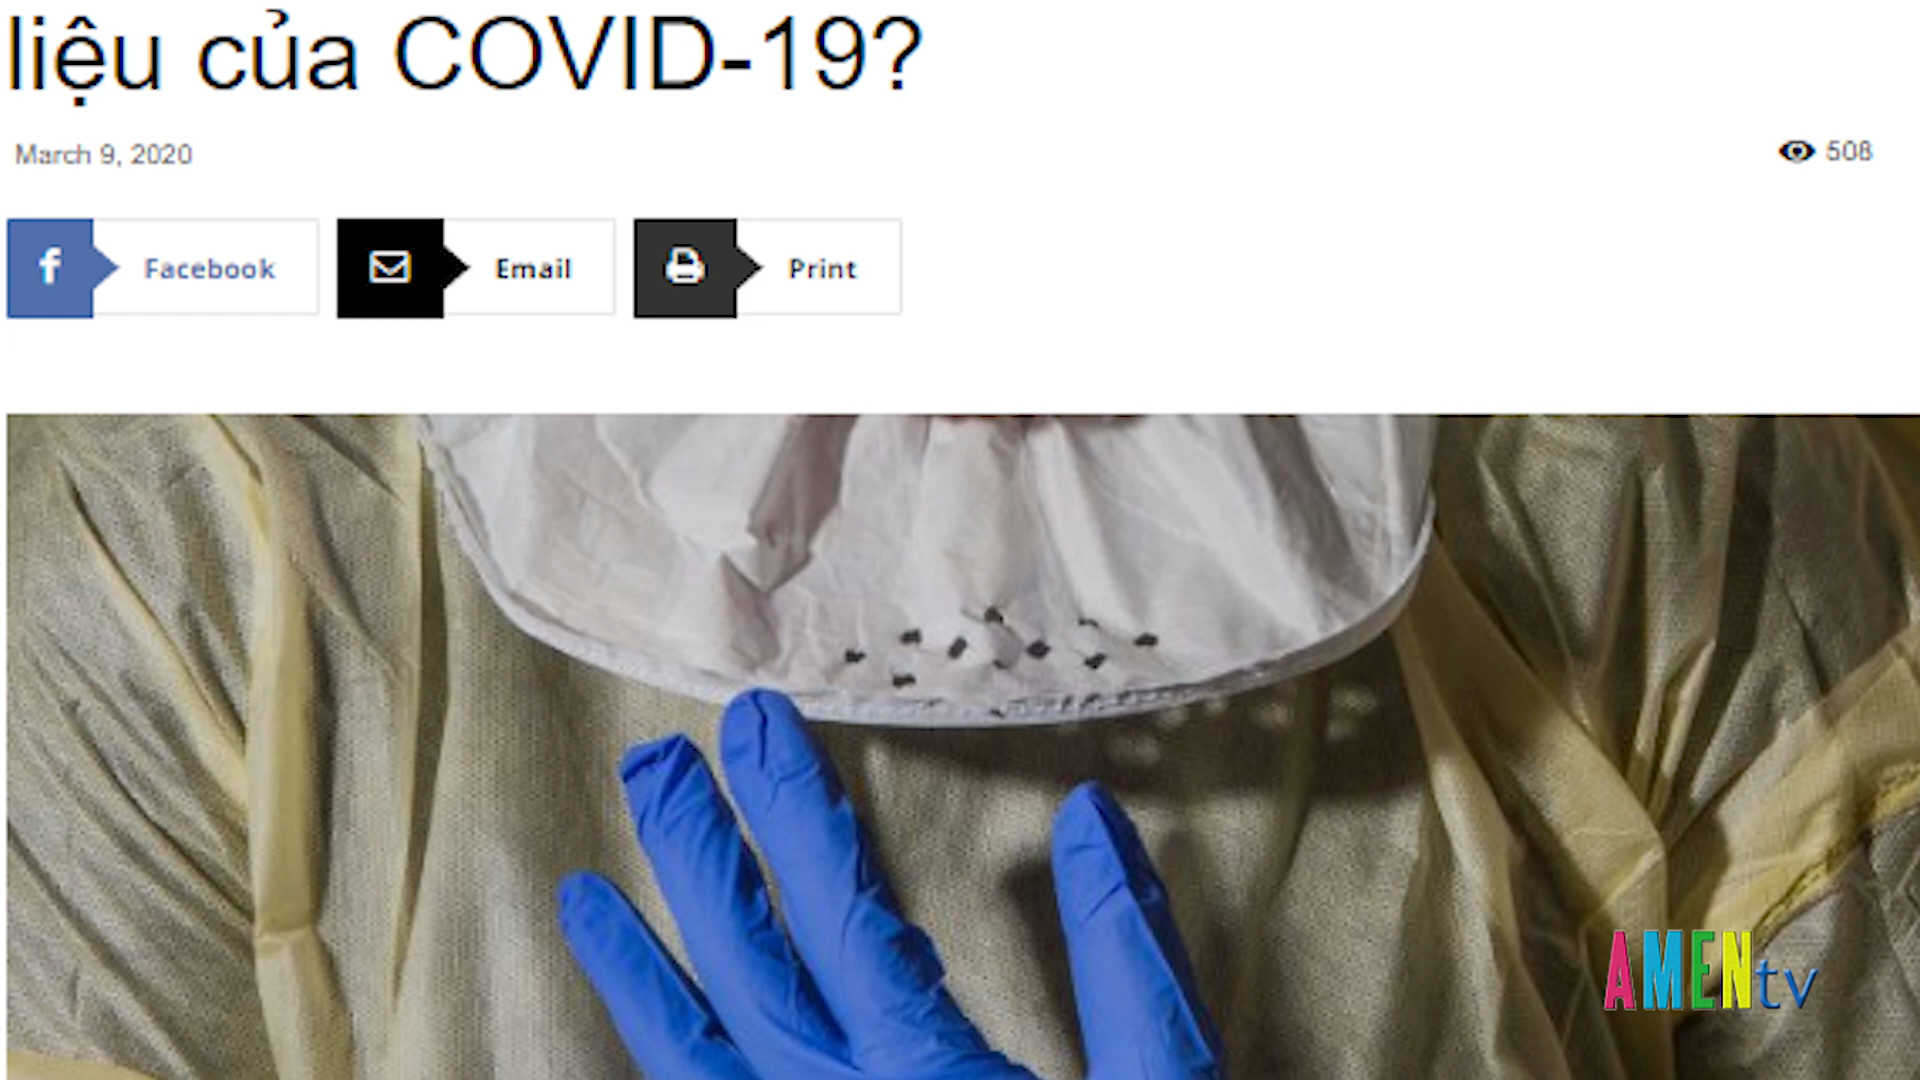 liệu của COVID-19?
March 9, 2020
508
Facebook
Email
Print
AMENtv